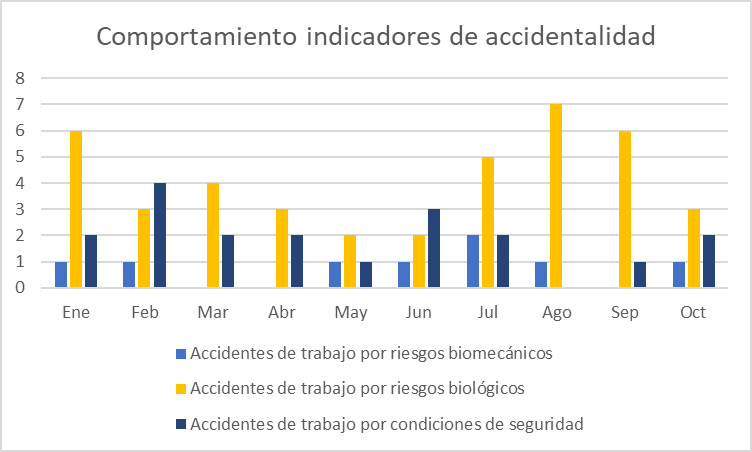 Comportamiento indicadores de accidentalidad
8
7
6
5
4
3
2
1
0
Ene Feb Mar Abr May Jun Jul Ago Sep Oct
Accidentes de trabajo por riesgos biomecánicos
Accidentes de trabajo por riesgos biológicos
Accidentes de trabajo por condiciones de seguridad